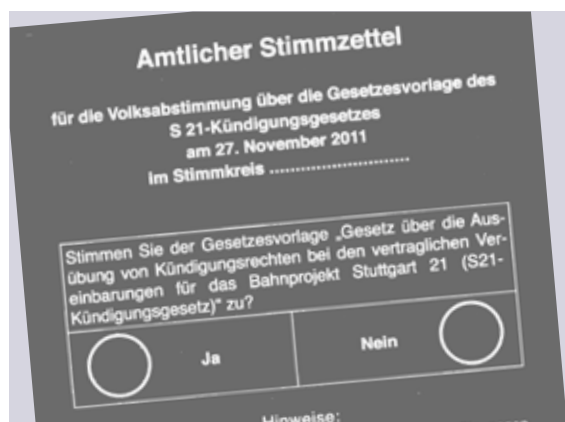 Amtlicher Stimmzettel
für die Volksabstimmung über die Gesetzesvorlage des
S 21-Kündigungsgesetzes
am 27. November 2011
im Stimmkreis ...........................
Stimmen Sie der Gesetzesvorlage „Gesetz über die Aus-
übung von Kündigungsrechten bei den vertraglichen Ver-
einbarungen für das Bahnprojekt Stuttgart 21 (S21-
Kündigungsgesetz)“ zu?
Ja
Nein
Hinweise: